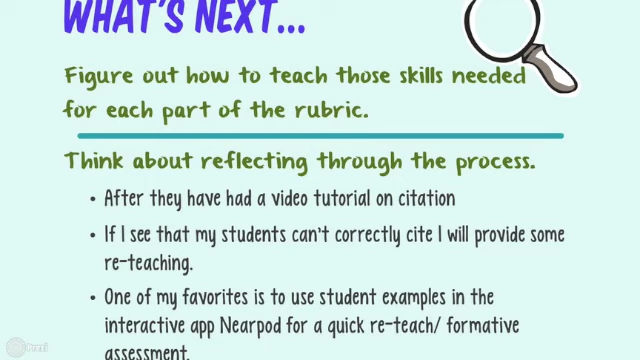 WHAT'S NEXT...
Figure out how to teach those skills needed
for each part of the rubric.
Think about reflecting through the process.
• After they have had a video tutorial on citation
• If I see that my students can't correctly cite I will provide some
re-teaching.
• One of my favorites is to use student examples in the
interactive app Nearpod for a quick re-teach/ formative
assessment.
Prezi